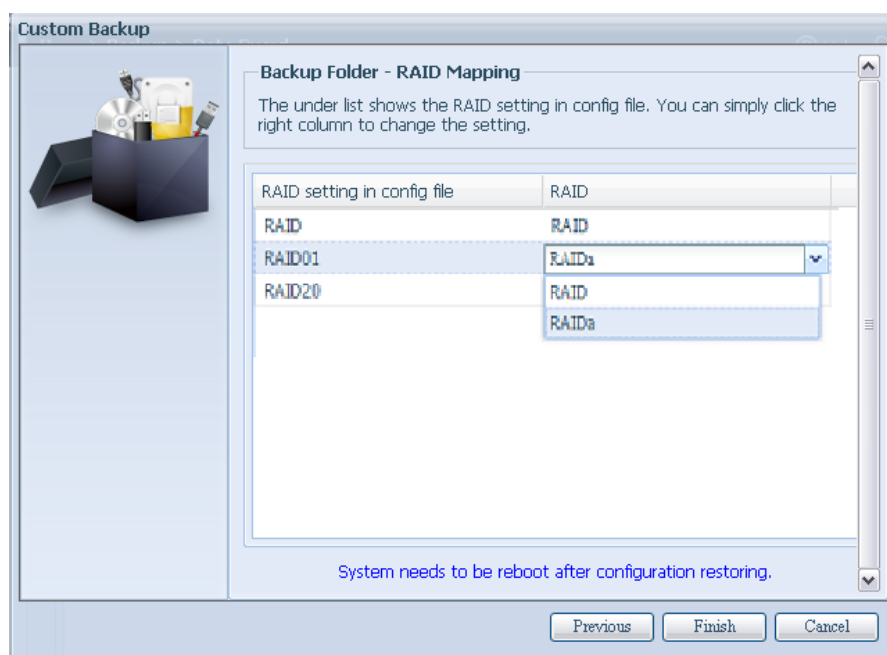 Custom Backup
Backup Folder - RAID Mapping
The under list shows the RAID setting in config file. You can simply click the
right column to change the setting.
RAID setting in config file RAID
RAID RAID
RAID01 RAIDa
RAID20 RAID
RAIDa
System needs to be reboot after configuration restoring.
Previous Finish Cancel